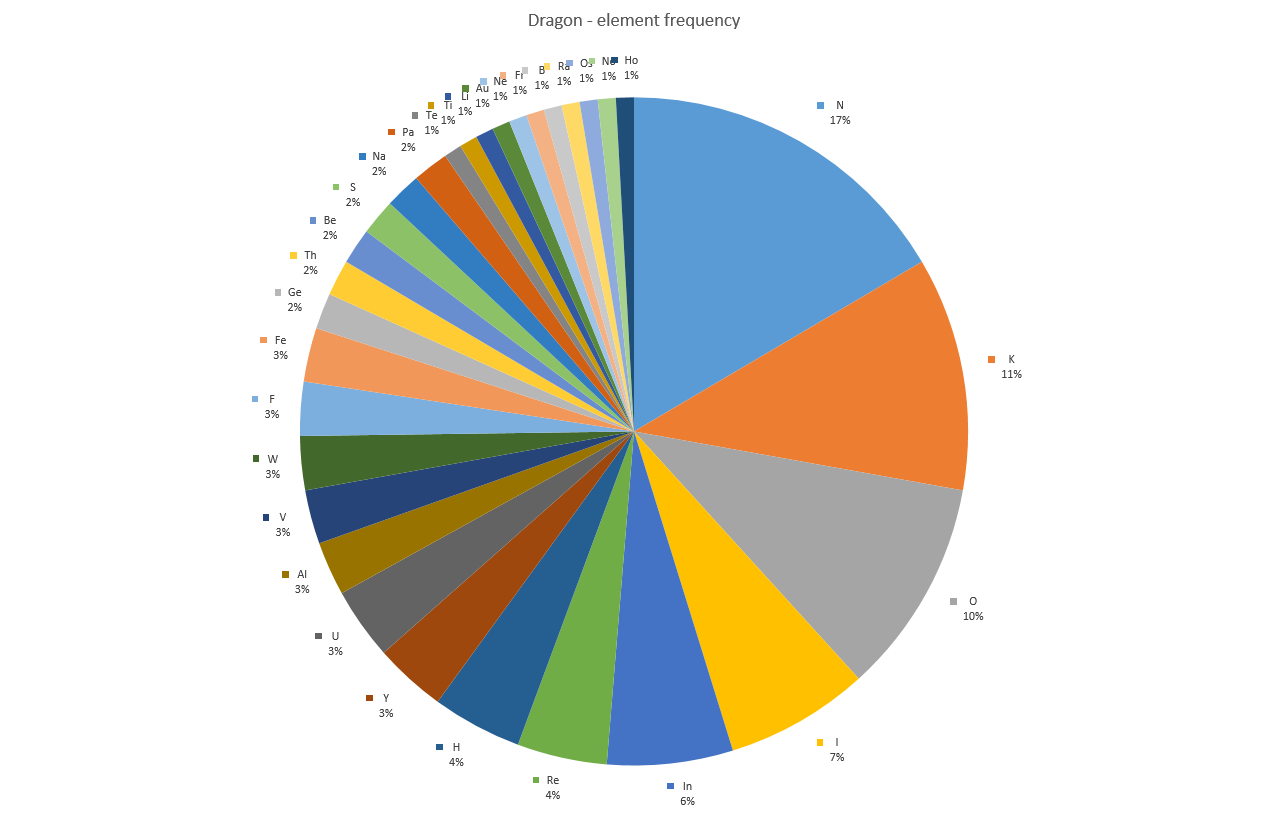 Dragon - element frequency
N
17%
K
11%
O
10%
I
7%
In
6%
Re
4%
H
4%
Y
3%
U
3%
Al
3%
V
3%
W
3%
F
3%
Fe
3%
Ge
2%
Th
2%
Be
2%
S
2%
Na
2%
Pa
2%
Te
1%
Ti
1%
Li
1%
Au
1%
Ne
1%
Fr
1%
B
1%
Ra
1%
Os
1%
No
1%
Ho
1%